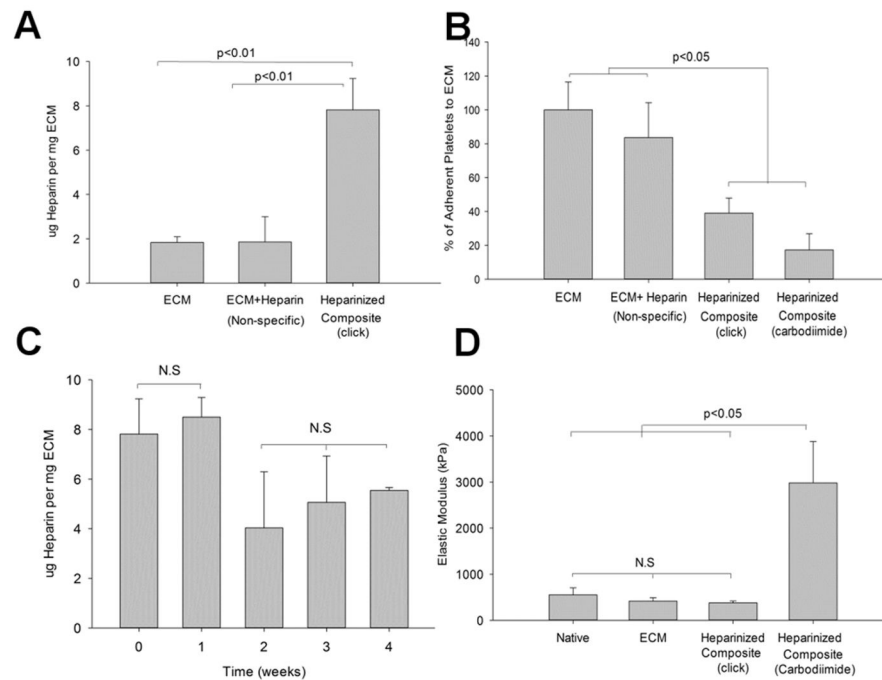 A
p<0.01
p<0.01
10
8
6
4
2
0
ug Heparin per mg ECM
ECM
ECM+Heparin
(Non-specific)
Heparinized
Composite
(click)
B
p<0.05
140
120
100
80
60
40
20
0
% of Adherent Platelets to ECM
ECM
ECM+ Heparin
(Non-specific)
Heparinized
Composite
(click)
Heparinized
Composite
(carbodiimide)
C
N.S
N.S
10
8
6
4
2
0
ug Heparin per mg ECM
0 1 2 3 4
Time (weeks)
D
p<0.05
N.S
5000
4000
3000
2000
1000
0
Elastic Modulus (kPa)
Native
ECM
Heparinized
Composite
(click)
Heparinized
Composite
(Carbodiimide)